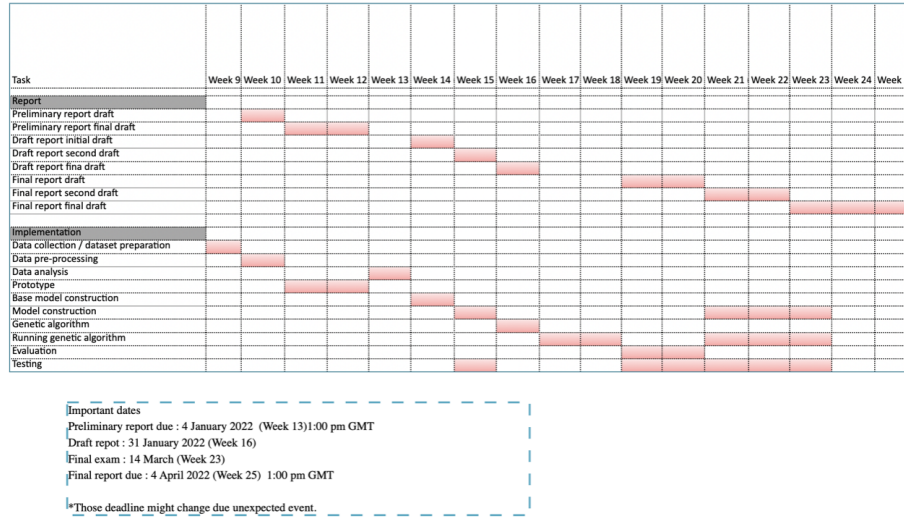 Task Week 9 Week 10 Week 11 Week 12 Week 13 Week 14 Week 15 Week 16 Week 17 Week 18 Week 19 Week 20 Week 21 Week 22 Week 23 Week 24 Week
Report
Preliminary report draft
Preliminary report final draft
Draft report initial draft
Draft report second draft
Draft report fina draft
Final report draft
Final report second draft
Final report final draft
Implementation
Data collection / dataset preparation
Data pre-processing
Data analysis
Prototype
Base model construction
Model construction
Genetic algorithm
Running genetic algorithm
Evaluation
Testing
Important dates
Preliminary report due : 4 January 2022 (Week 13)1:00 pm GMT
Draft repot : 31 January 2022 (Week 16)
Final exam : 14 March (Week 23)
Final report due : 4 April 2022 (Week 25) 1:00 pm GMT
*Those deadline might change due unexpected event.